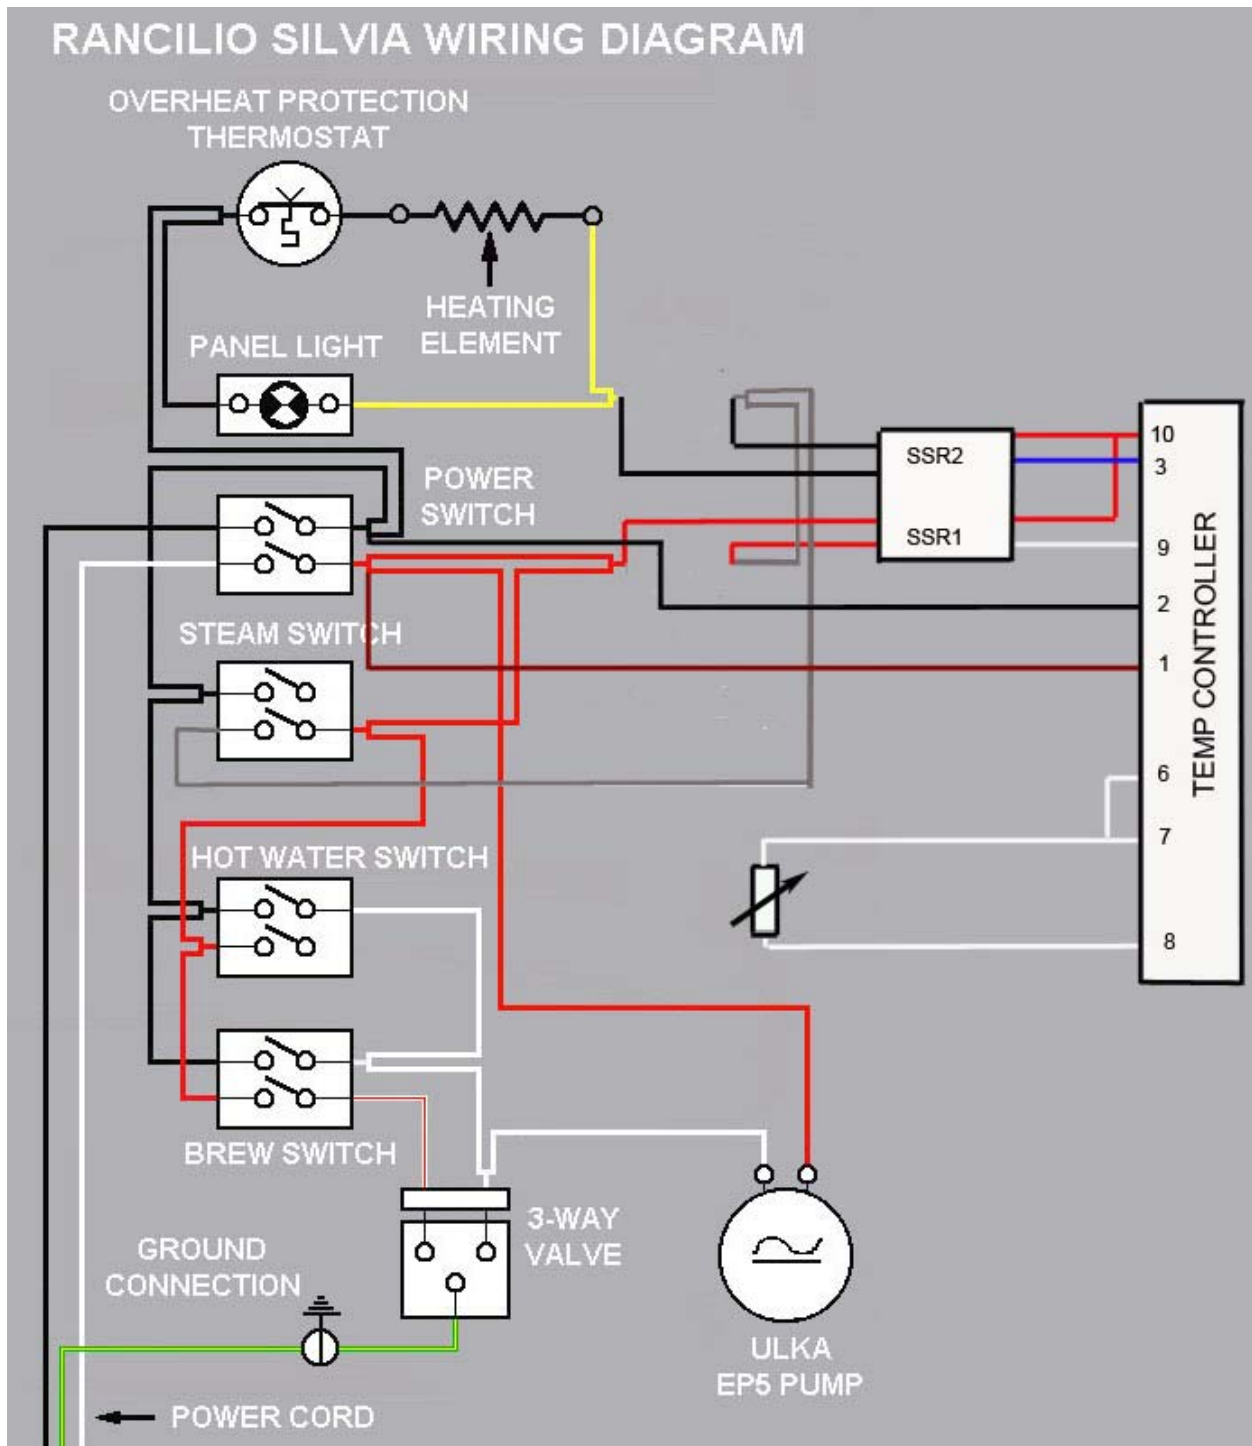 RANCILIO SILVIA WIRING DIAGRAM
OVERHEAT PROTECTION
THERMOSTAT
HEATING
ELEMENT
PANEL LIGHT
POWER
SWITCH
SSR2
SSR1
10
3
9
2
1
6
7
8
TEMP CONTROLLER
STEAM SWITCH
HOT WATER SWITCH
BREW SWITCH
3-WAY
VALVE
GROUND
CONNECTION
ULKA
EP5 PUMP
POWER CORD